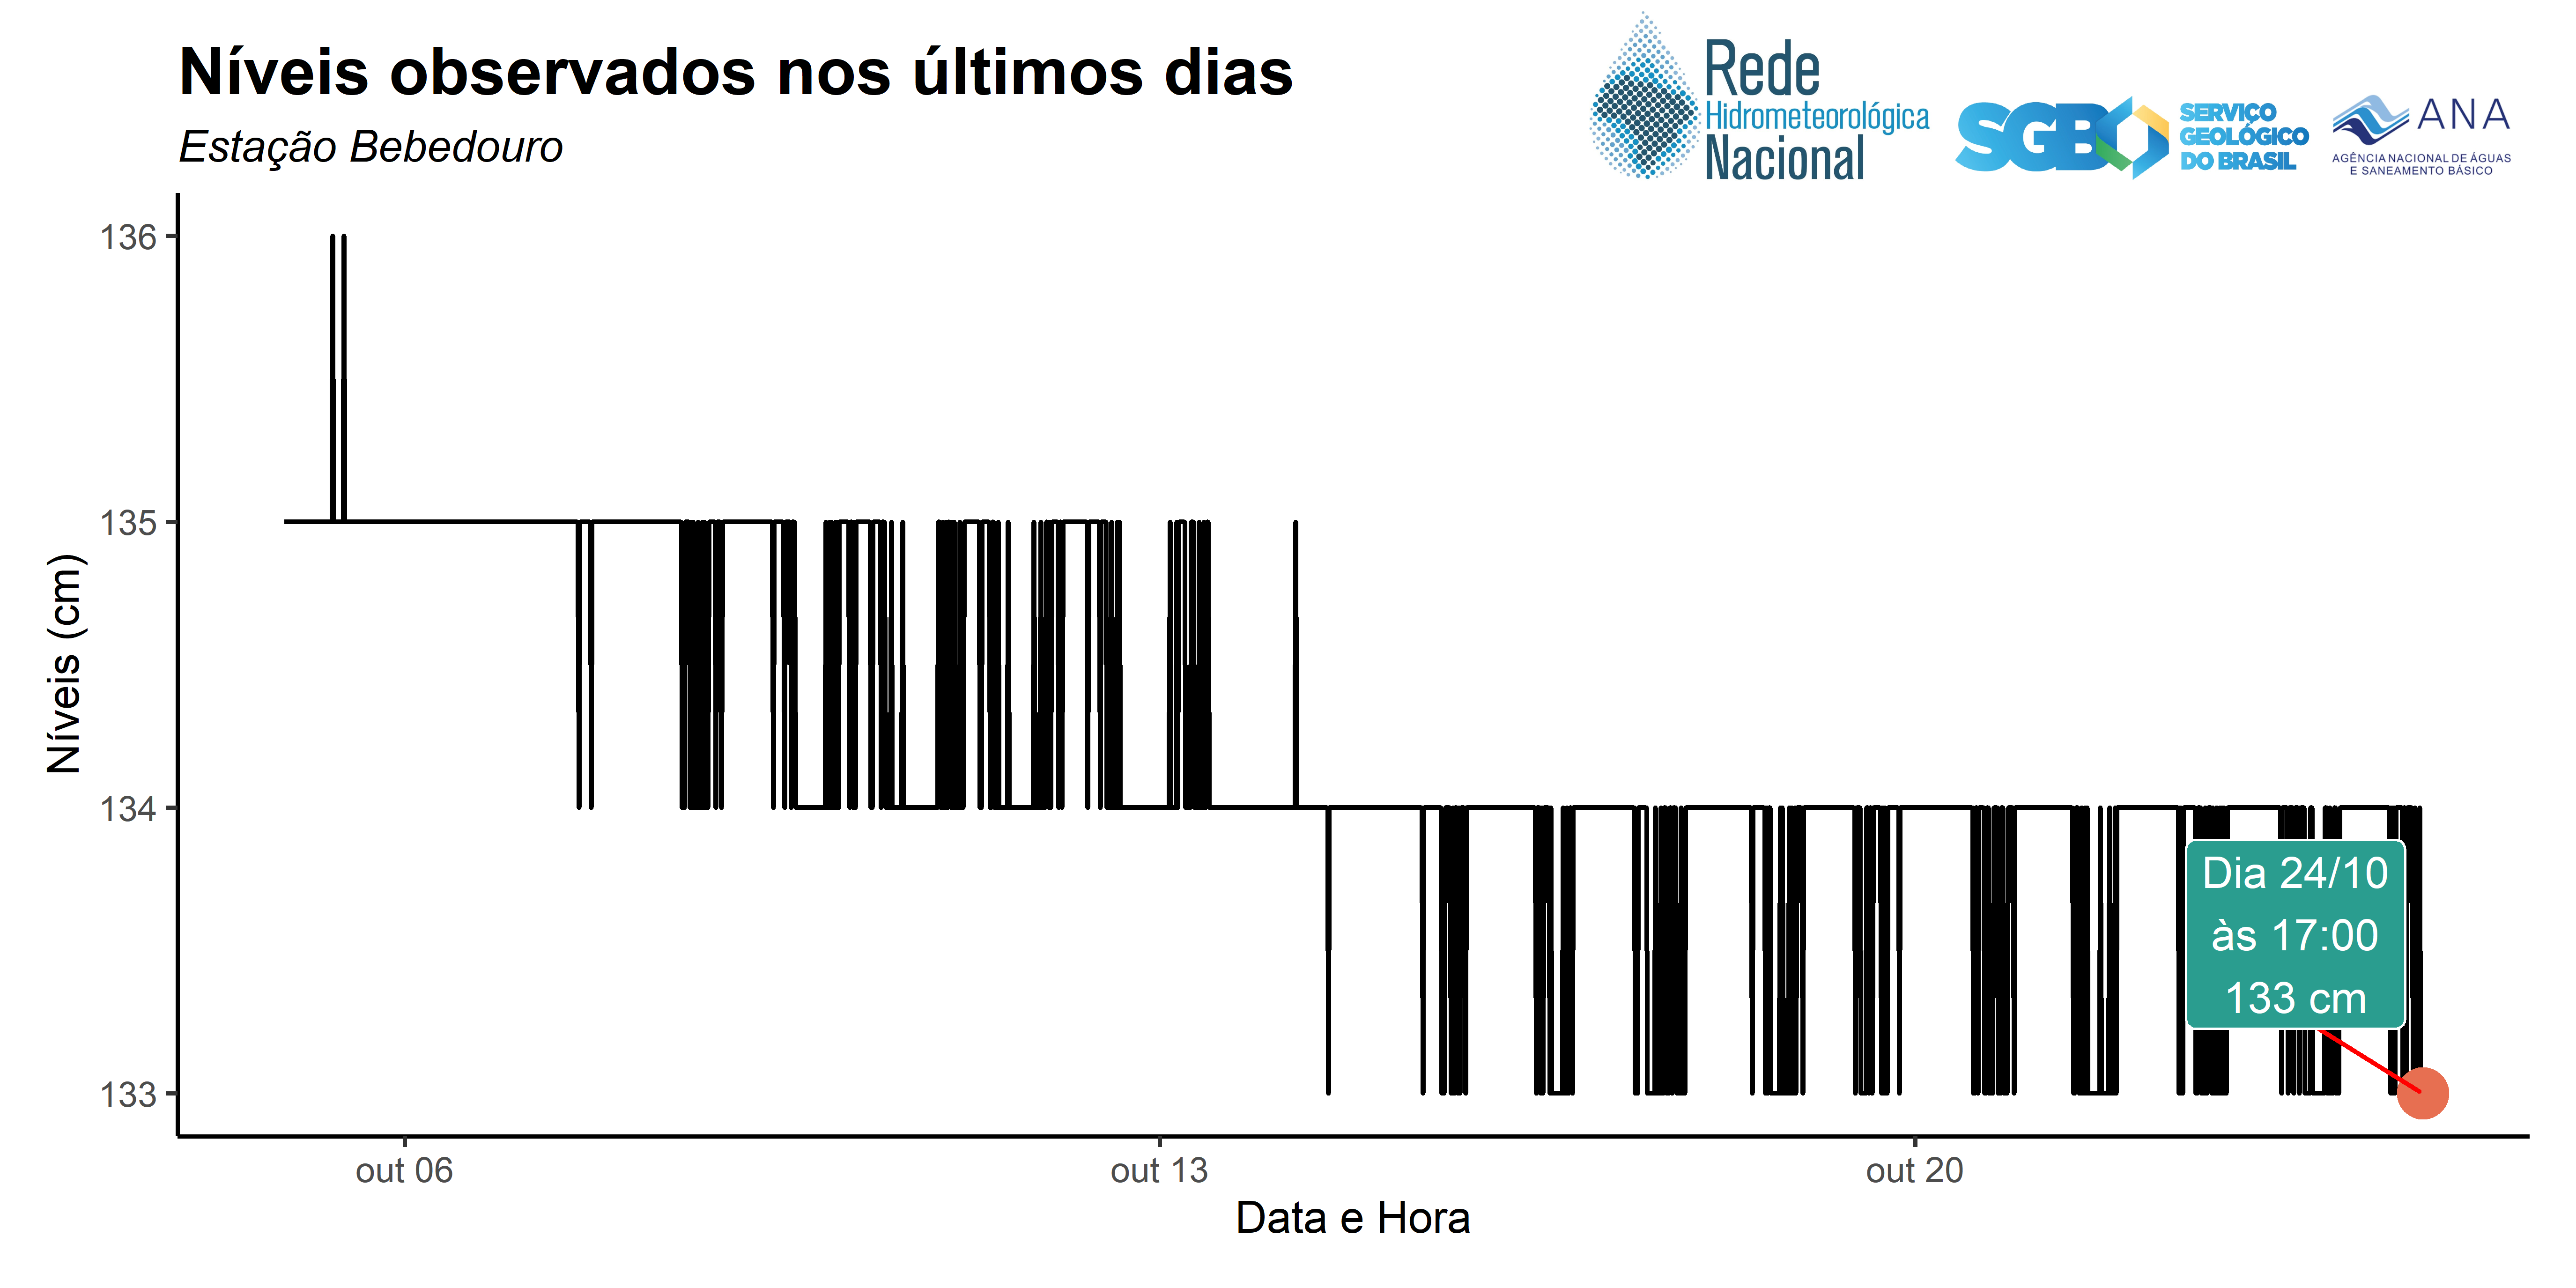 Níveis observados nos últimos dias
Estação Bebedouro
Rede
Hidrometeorológica
Nacional
SGB
SERVIÇO
GEOLÓGICO
DO BRASIL
ANA
AGÊNCIA NACIONAL DE ÁGUAS
E SANEAMENTO BÁSICO
Níveis (cm)
136
135
134
133
Dia 24/10
às 17:00
133 cm
out 06
out 13
out 20
Data e Hora